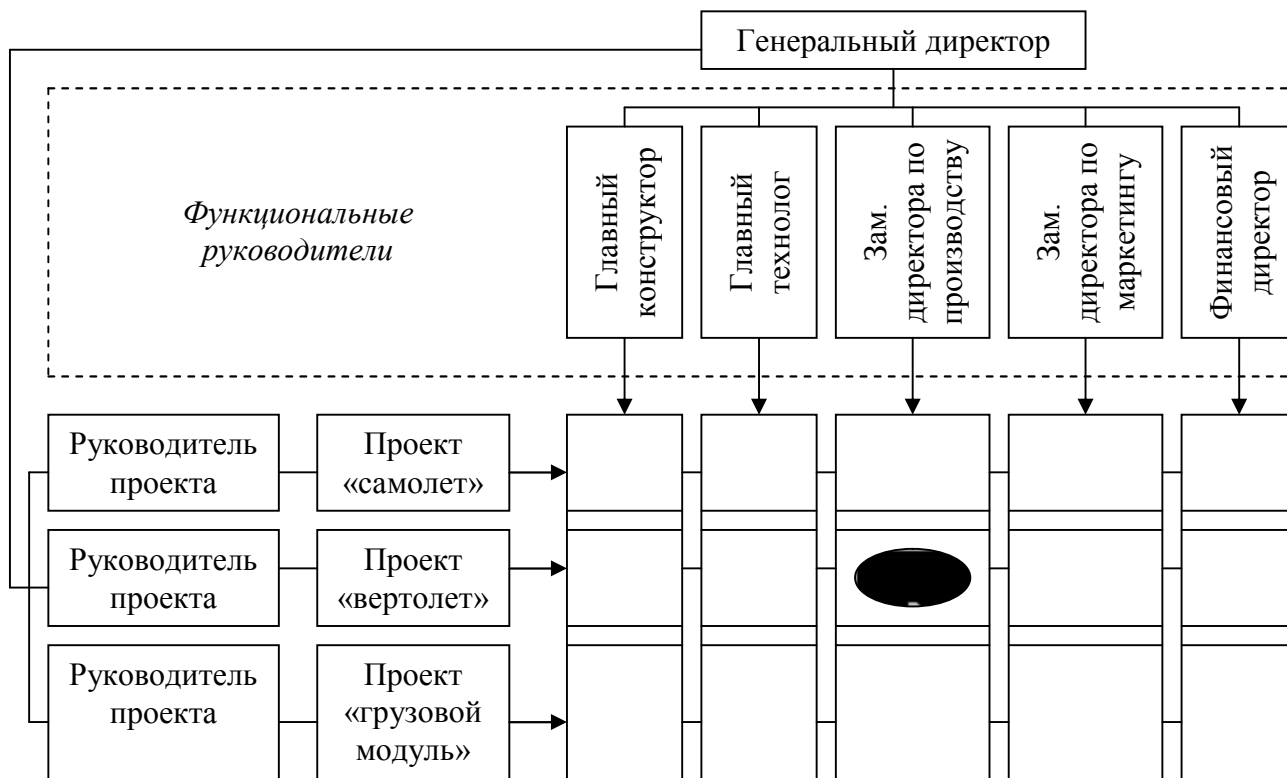 Генеральный директор
Функциональные
руководители
Главный
конструктор
Главный
технолог
Зам.
директора по
производству
Зам.
директора по
маркетингу
Финансовый
директор
Руководитель
проекта
Проект
«самолет»
Руководитель
проекта
Проект
«вертолет»
Руководитель
проекта
Проект
«грузовой
модуль»